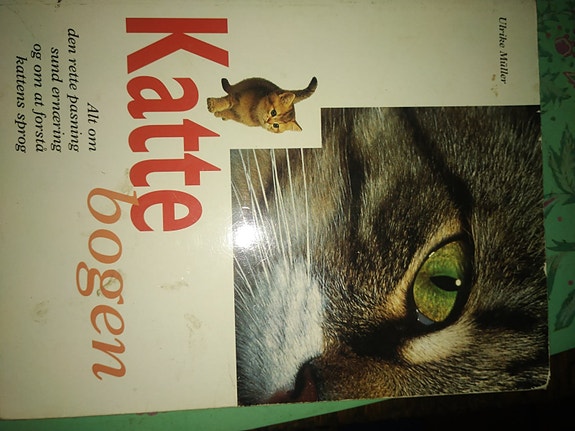 Ulrike Müller
Katte
bogen
Alt om
den rette pasning
sund ernæring
og om at forstå
kattens sprog